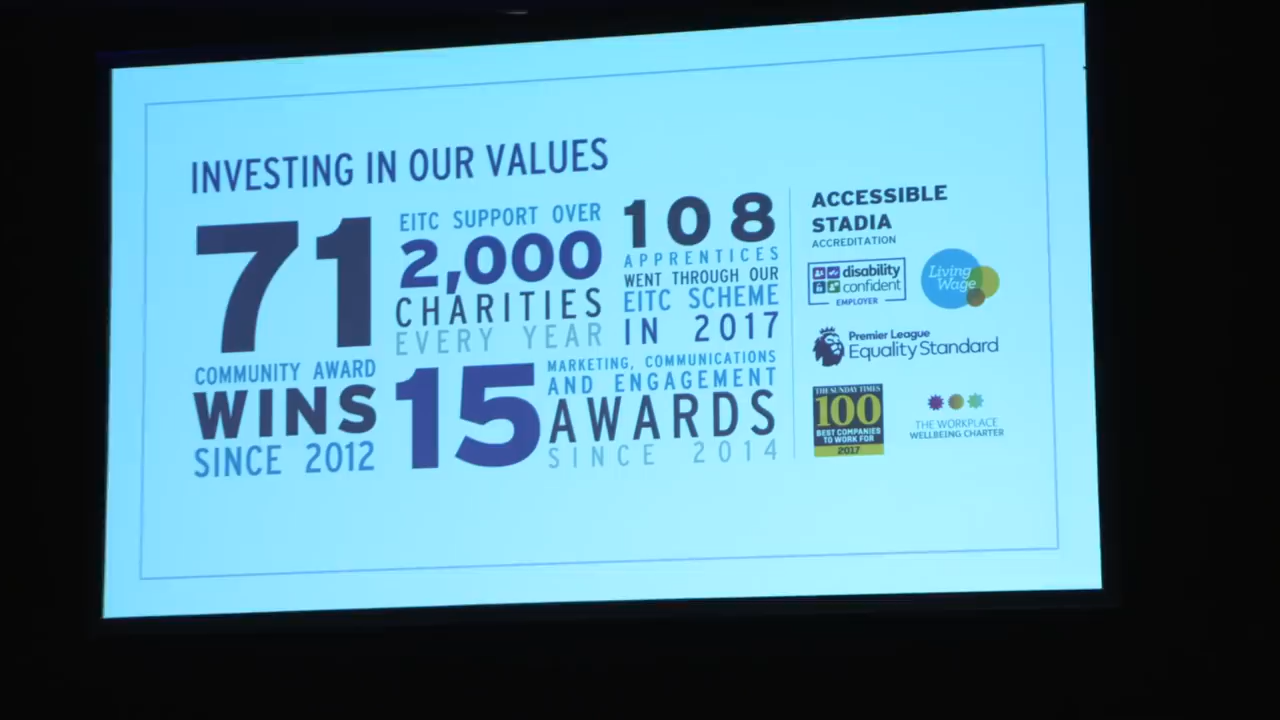 INVESTING IN OUR VALUES
71
COMMUNITY AWARD
WINS
SINCE 2012
EITC SUPPORT OVER
2,000
CHARITIES
EVERY YEAR
108
APPRENTICES
WENT THROUGH OUR
EITC SCHEME
IN 2017
15
MARKETING, COMMUNICATIONS
AND ENGAGEMENT
AWARDS
SINCE 2014
ACCESSIBLE
STADIA
ACCREDITATION
disability
confident
EMPLOYER
Living
Wage
Premier League
Equality Standard
THE SUNDAY TIMES
100
BEST COMPANIES
TO WORK FOR
2017
THE WORKPLACE
WELLBEING CHARTER